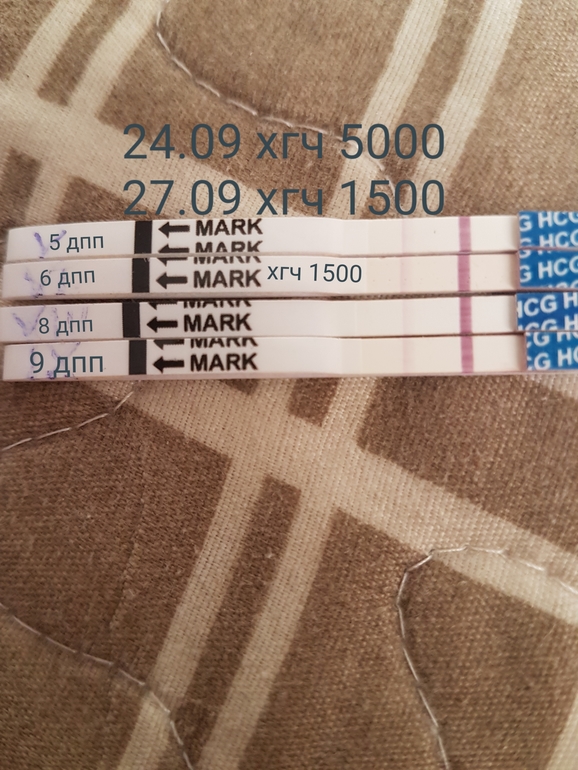 24.09 хгч 5000
27.09 хгч 1500
5 дпп MARK G HCG
MARK
6 дпп MARK хгч 1500 G HCG
MARK
8 дпп MARK HCG
MARK
9 дпп MARK G HCG